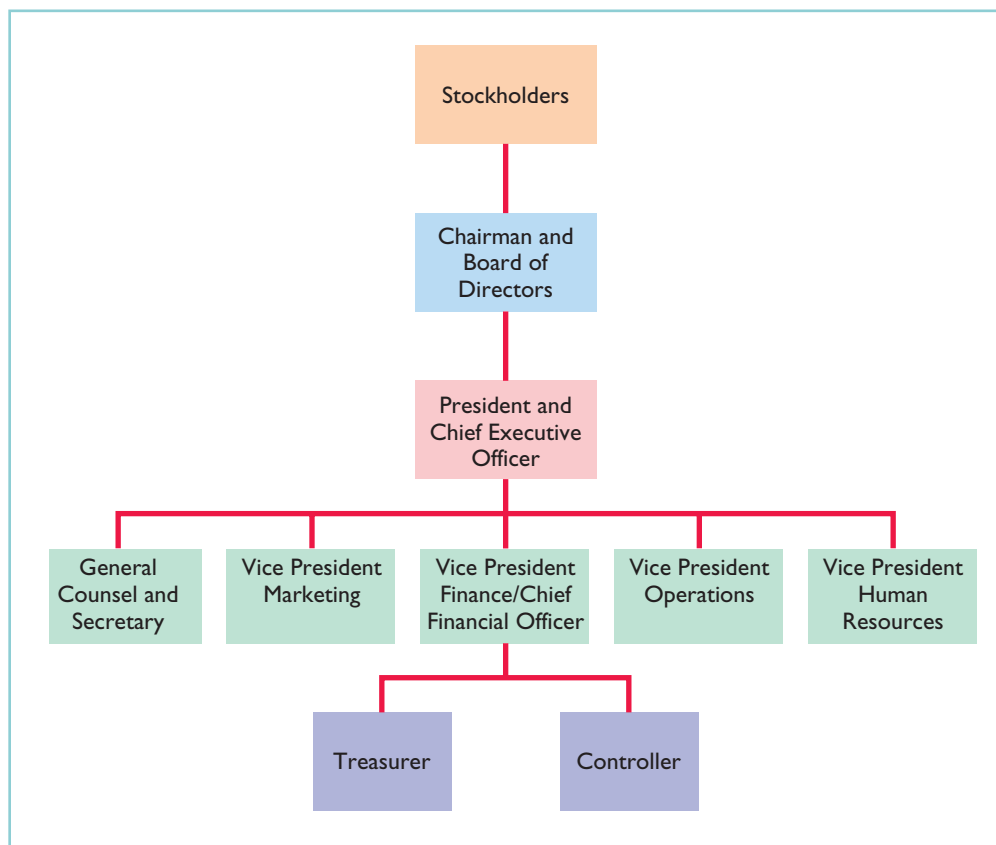 Stockholders
Chairman and
Board of
Directors
President and
Chief Executive
Officer
General
Counsel and
Secretary
Vice President
Marketing
Vice President
Finance/Chief
Financial Officer
Vice President
Operations
Vice President
Human
Resources
Treasurer
Controller